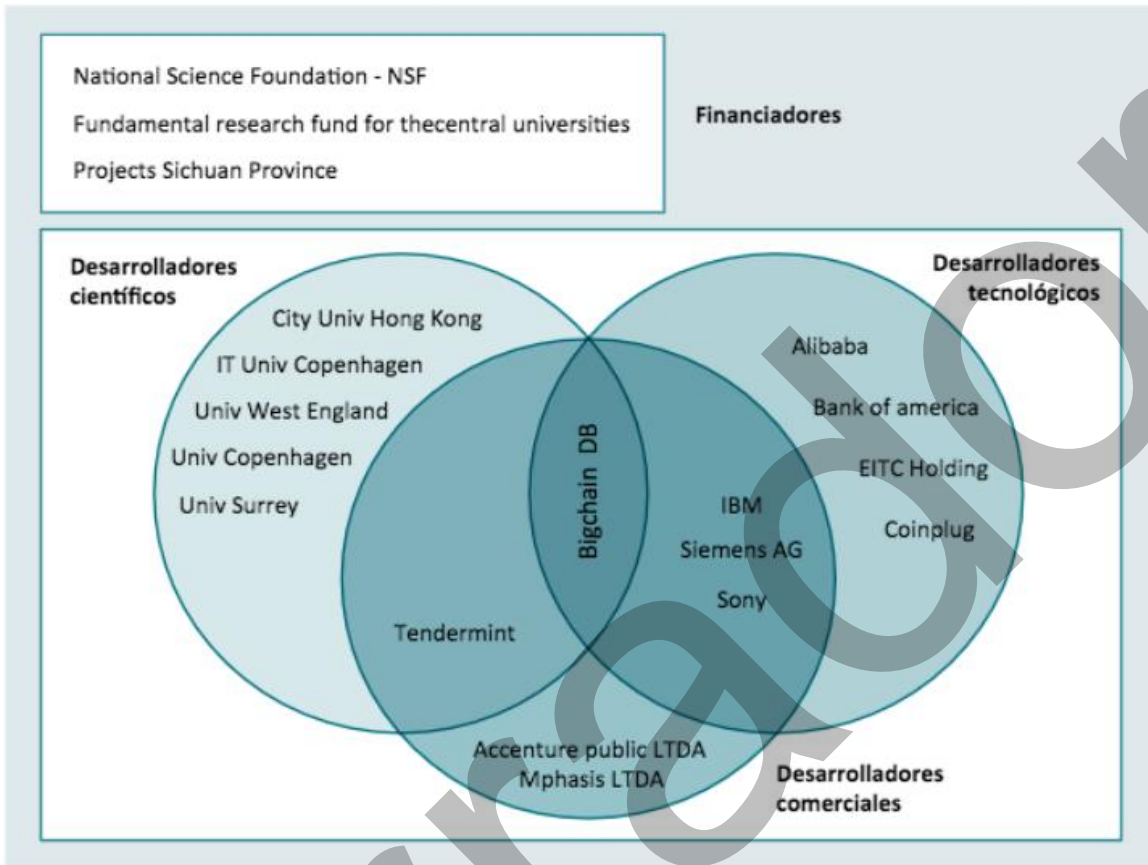 National Science Foundation - NSF
Fundamental research fund for thecentral universities
Projects Sichuan Province
Financiadores
Desarrolladores
científicos
Desarrolladores
tecnológicos
City Univ Hong Kong
IT Univ Copenhagen
Univ West England
Univ Copenhagen
Univ Surrey
Bigchain DB
Alibaba
Bank of america
EITC Holding
Coinplug
IBM
Siemens AG
Sony
Tendermint
Accenture public LTDA
Mphasis LTDA
Desarrolladores
comerciales